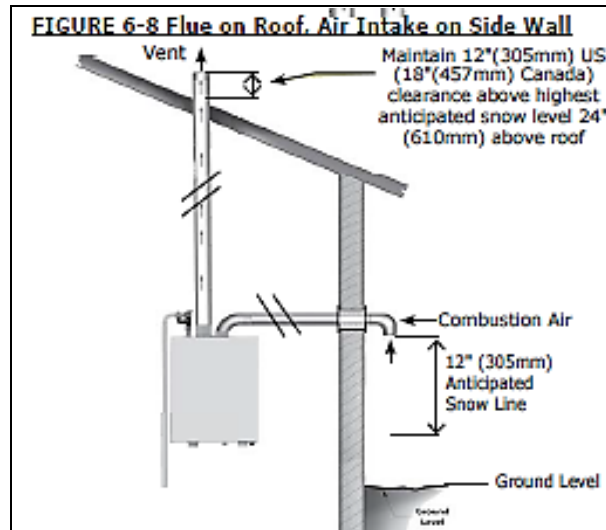 FIGURE 6-8 Flue on Roof. Air Intake on Side Wall
Vent
Maintain 12"(305mm) US
(18"(457mm) Canada)
clearance above highest
anticipated snow level 24"
(610mm) above roof
Combustion Air
12" (305mm)
Anticipated
Snow Line
Ground Level
Ground
Level